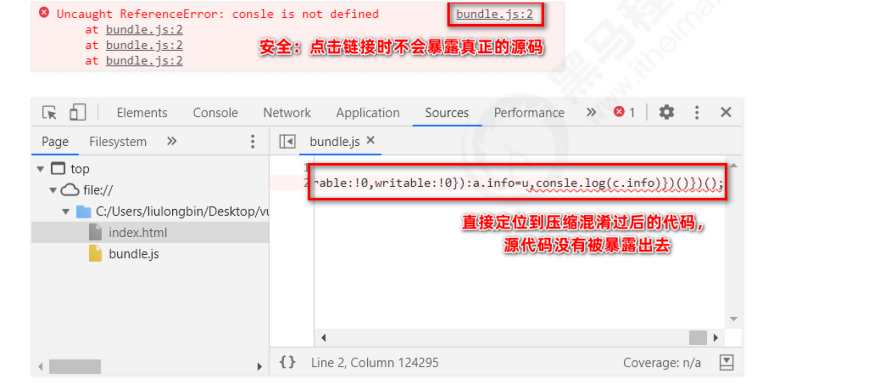 Uncaught ReferenceError: consle is not defined bundle.js:2
at bundle.js:2
at bundle.js:2
at bundle.js:2
安全：点击链接时不会暴露真正的源码
Elements Console Network Application Sources Performance » 1
Page Filesystem »
bundle.js ×
top
file://
C:/Users/liulongbin/Desktop/vu
index.html
bundle.js
1
2 rable:!0,writable:!0}):a.info=u,consle.log(c.info)})()})();
直接定位到压缩混淆过后的代码，
源代码没有被暴露出去
{} Line 2, Column 124295 Coverage: n/a